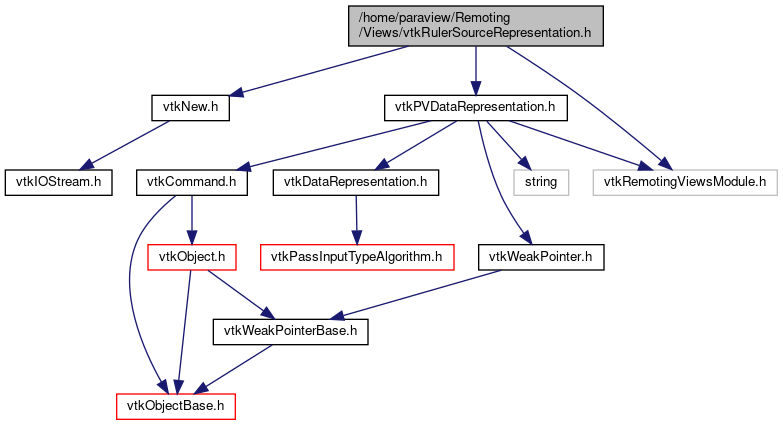 /home/paraview/Remoting
/Views/vtkRulerSourceRepresentation.h
vtkNew.h
vtkPVDataRepresentation.h
vtkIOStream.h
vtkCommand.h
vtkDataRepresentation.h
string
vtkRemotingViewsModule.h
vtkObject.h
vtkPassInputTypeAlgorithm.h
vtkWeakPointer.h
vtkWeakPointerBase.h
vtkObjectBase.h